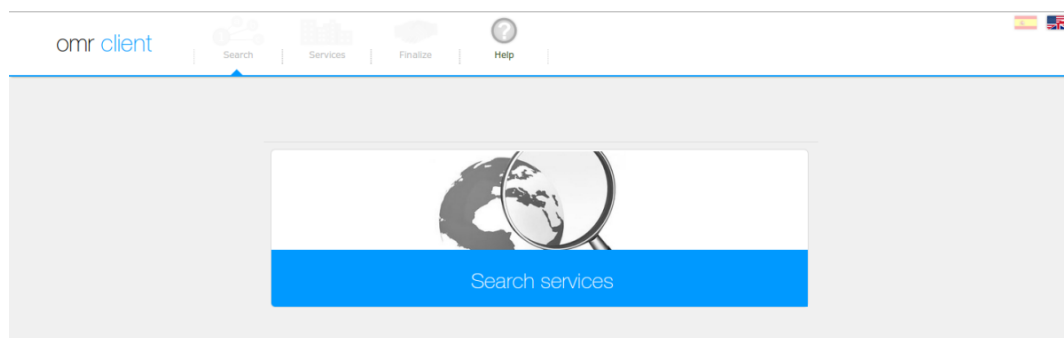 omr client
Search
Services
Finalize
Help
Search services